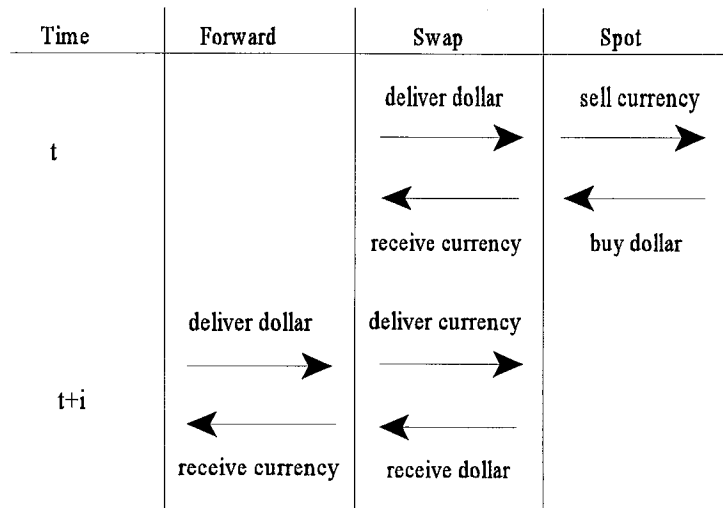 Time Forward Swap Spot
deliver dollar sell currency
t
receive currency buy dollar
deliver dollar deliver currency
t+i
receive currency receive dollar